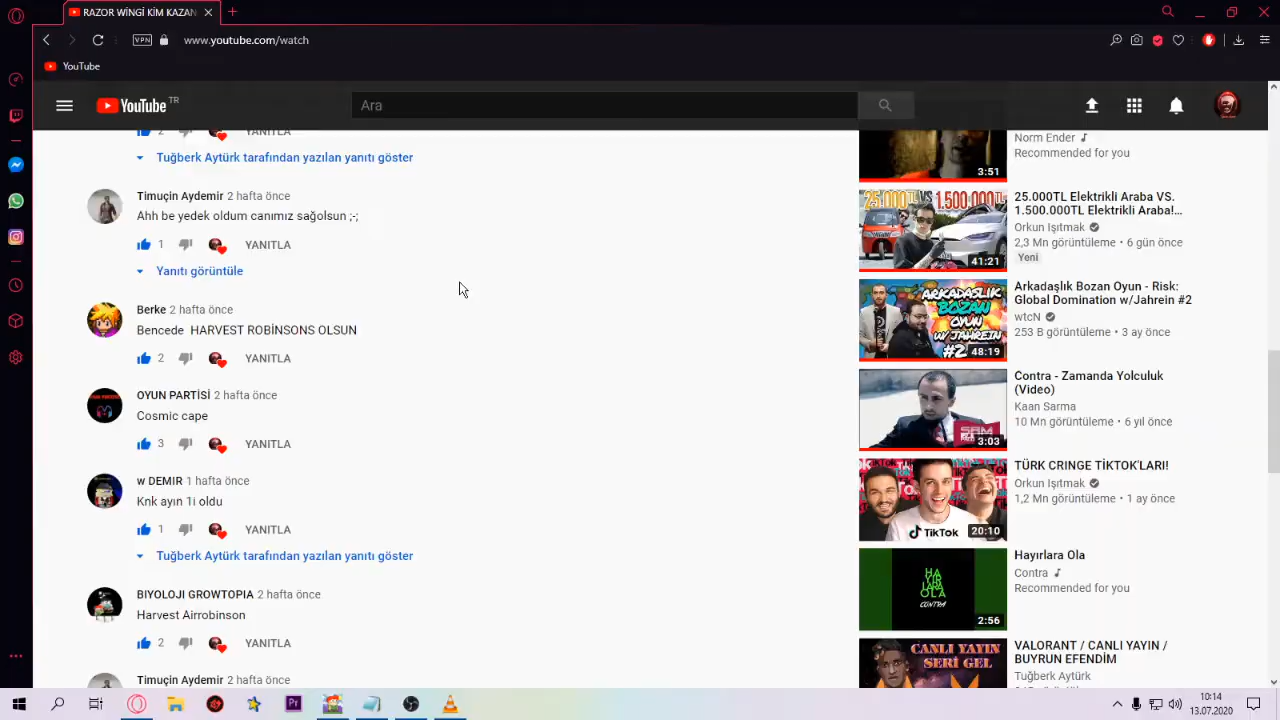 RAZOR WİNGİ KİM KAZAN
VPN
www.youtube.com/watch
YouTube
YouTube TR
Ara
2 YANITLA
Tuğberk Aytürk tarafından yazılan yanıtı göster
Timuçin Aydemir 2 hafta önce
Ahh be yedek oldum canımız sağolsun ;-;
1 YANITLA
Yanıtı görüntüle
Berke 2 hafta önce
Bencede HARVEST ROBİNSONS OLSUN
2 YANITLA
OYUN PARTİSİ 2 hafta önce
Cosmic cape
3 YANITLA
w DEMIR 1 hafta önce
Knk ayın 1i oldu
1 YANITLA
Tuğberk Aytürk tarafından yazılan yanıtı göster
BIYOLOJI GROWTOPIA 2 hafta önce
Harvest Airrobinson
2 YANITLA
Timuçin Aydemir 2 hafta önce
3:51
Norm Ender
Recommended for you
25.000TL VS 1.500.000TL
41:21
25.000TL Elektrikli Araba VS.
1.500.000TL Elektrikli Araba!...
Orkun Işıtmak
2,3 Mn görüntüleme • 6 gün önce
Yeni
ARKADAŞLIK
BOZAN
OYUN
W/ JAHREIN
#2
48:19
Arkadaşlık Bozan Oyun - Risk:
Global Domination w/Jahrein #2
wtcN
253 B görüntüleme • 3 ay önce
3:03
Contra - Zamanda Yolculuk
(Video)
Kaan Sarma
10 Mn görüntüleme • 6 yıl önce
TikTok
20:10
TÜRK CRINGE TİKTOK'LARI!
Orkun Işıtmak
1,2 Mn görüntüleme • 1 ay önce
HA
YIR
LARA
OLA
CONTRA
2:56
Hayırlara Ola
Contra
Recommended for you
CANLI YAYIN
SERİ GEL
VALORANT / CANLI YAYIN /
BUYRUN EFENDİM
Tuğberk Aytürk
10:14
13.07.2020